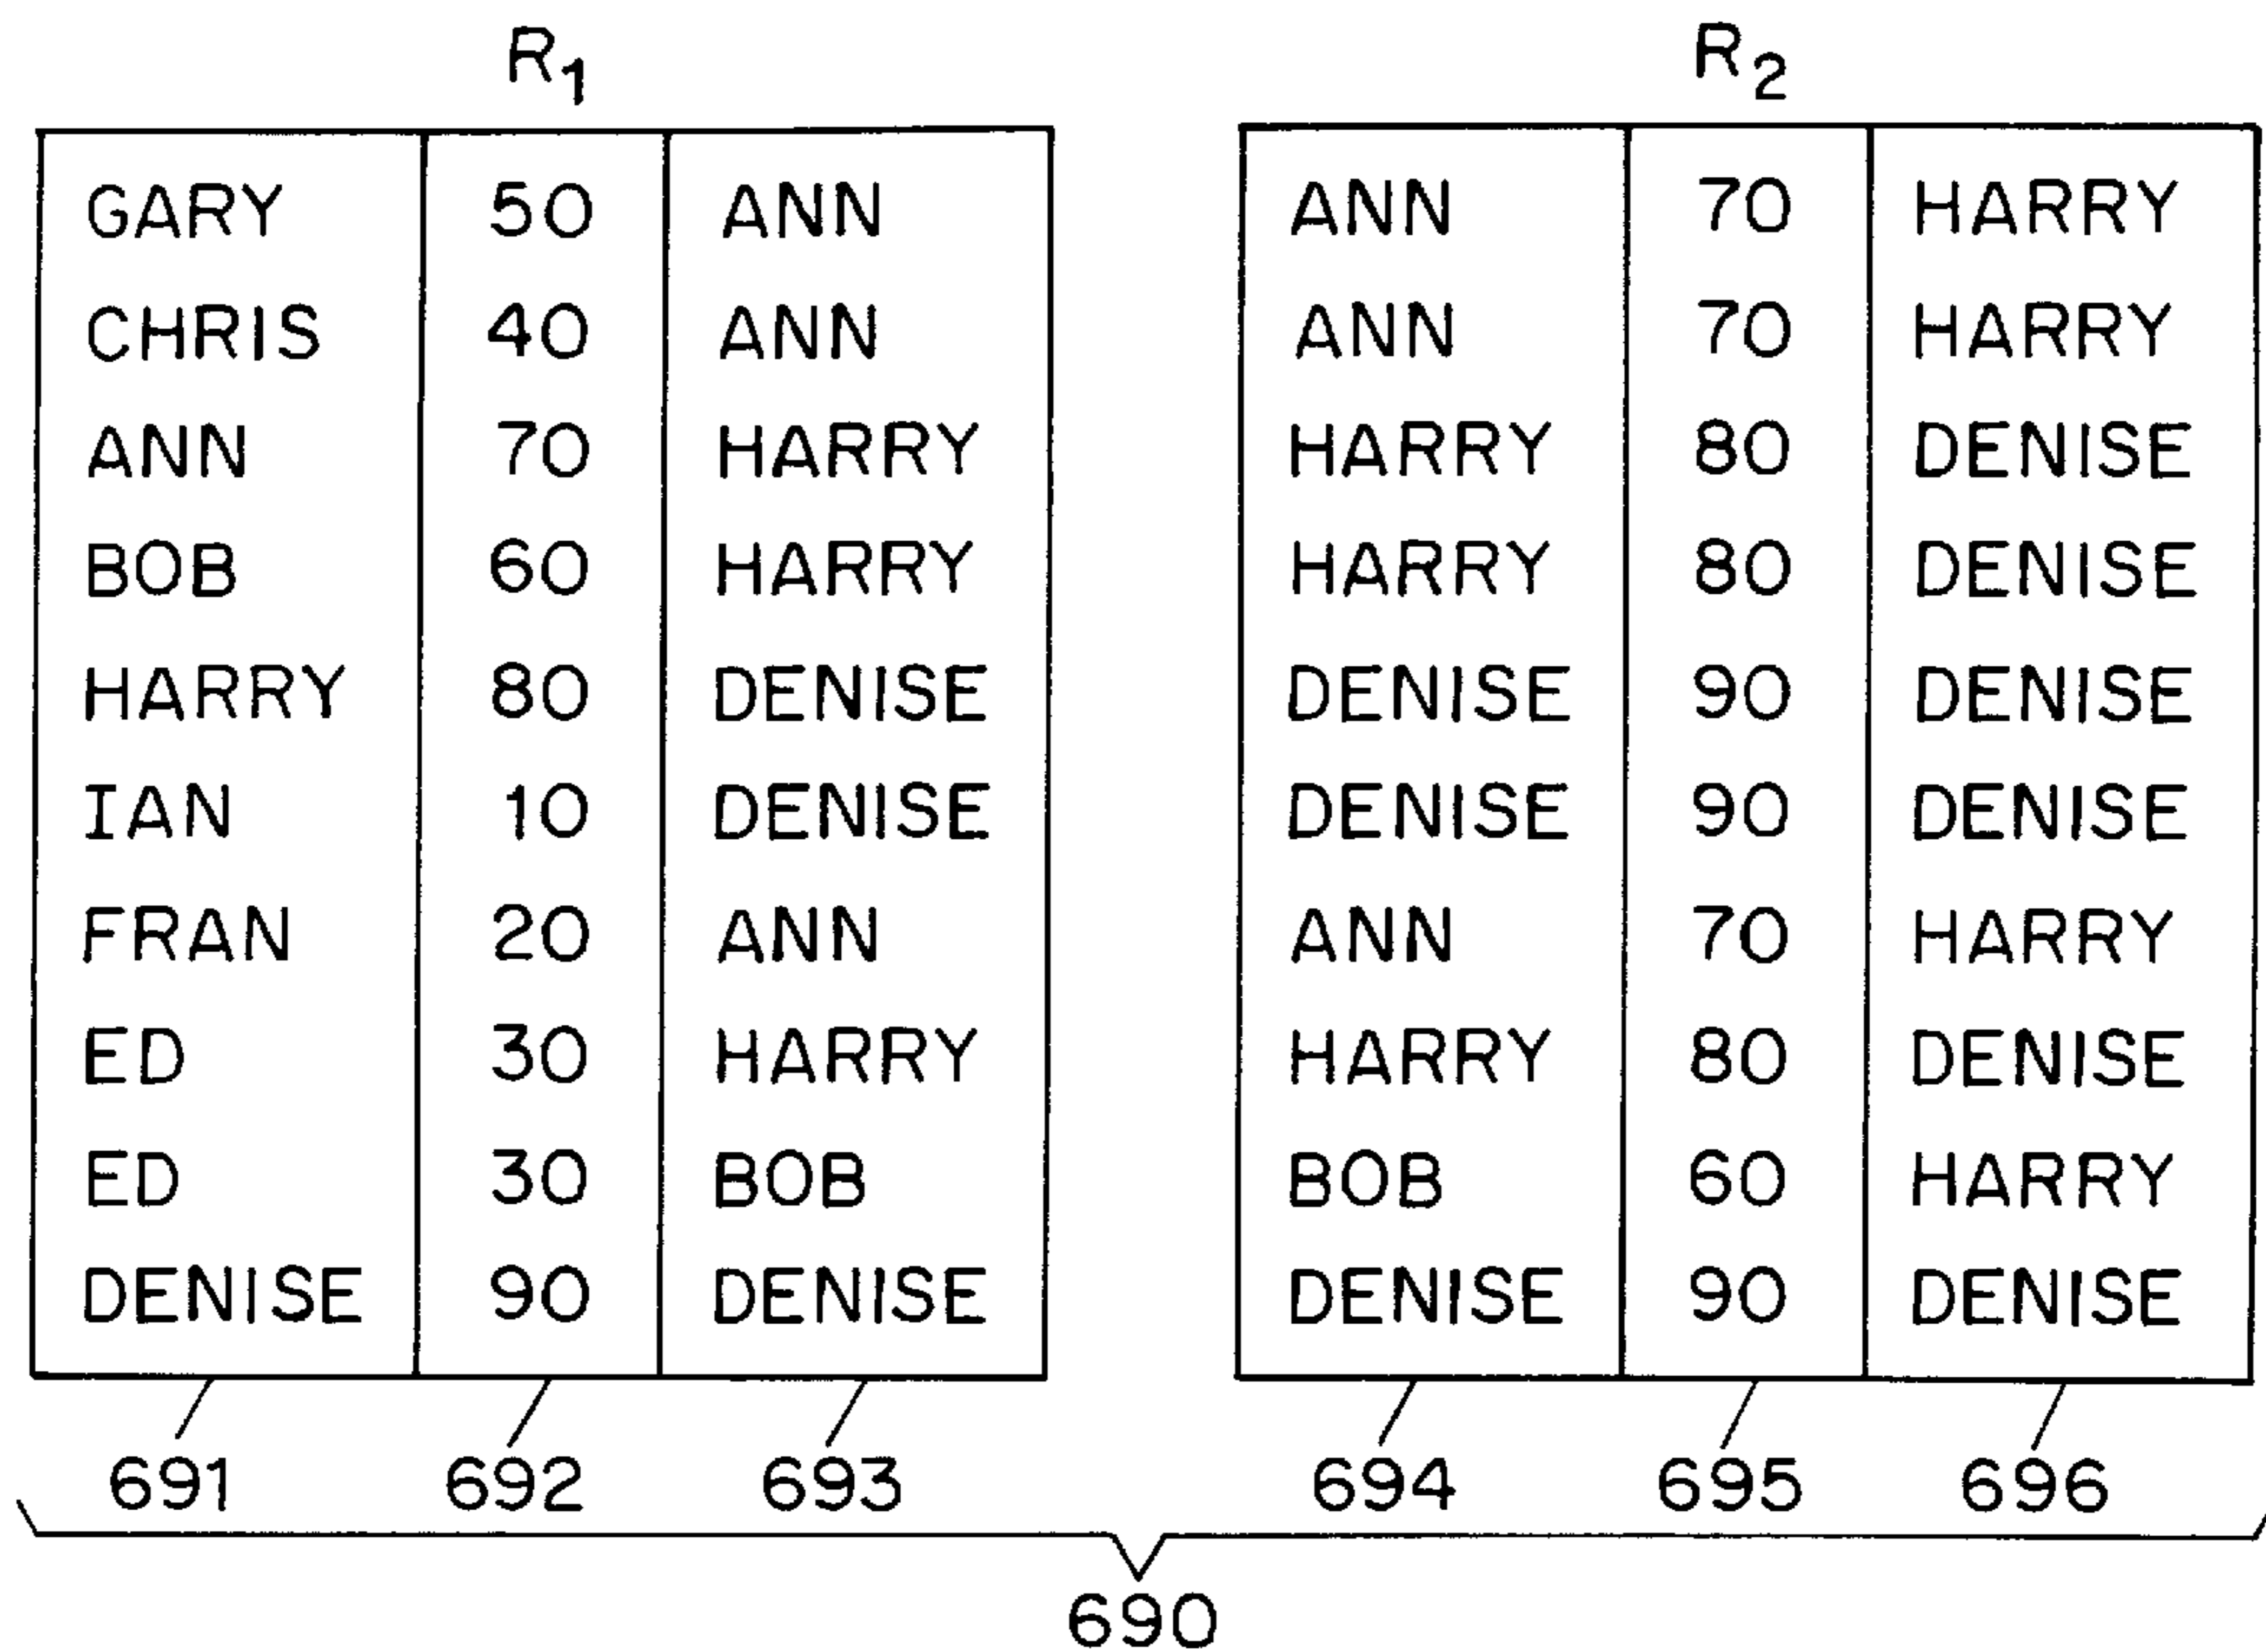 R1 R2
GARY 50 ANN ANN 70 HARRY
CHRIS 40 ANN ANN 70 HARRY
ANN 70 HARRY HARRY 80 DENISE
BOB 60 HARRY HARRY 80 DENISE
HARRY 80 DENISE DENISE 90 DENISE
IAN 10 DENISE DENISE 90 DENISE
FRAN 20 ANN ANN 70 HARRY
ED 30 HARRY HARRY 80 DENISE
ED 30 BOB BOB 60 HARRY
DENISE 90 DENISE DENISE 90 DENISE
691 692 693 694 695 696
690